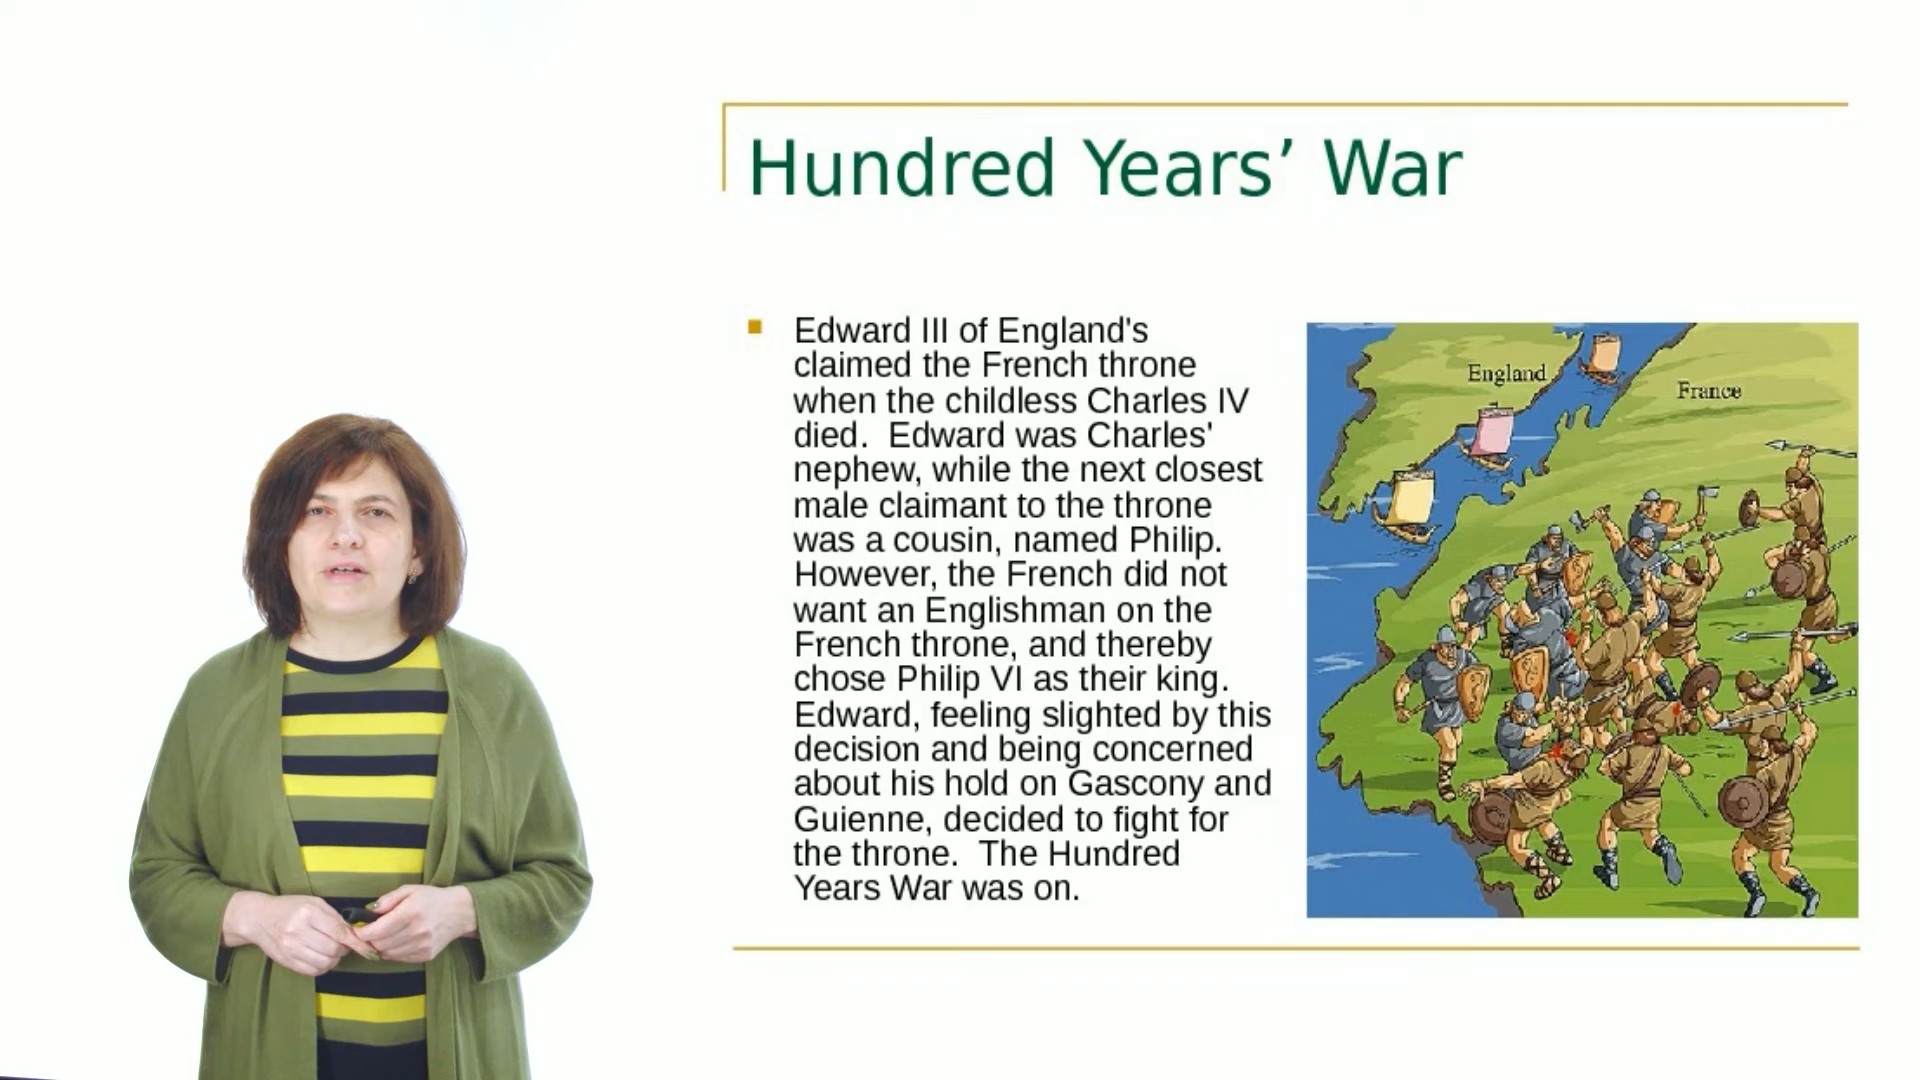 Hundred Years’ War
Edward III of England's
claimed the French throne
when the childless Charles IV
died.  Edward was Charles'
nephew, while the next closest
male claimant to the throne
was a cousin, named Philip.
However, the French did not
want an Englishman on the
French throne, and thereby
chose Philip VI as their king.
Edward, feeling slighted by this
decision and being concerned
about his hold on Gascony and
Guienne, decided to fight for
the throne.  The Hundred
Years War was on.
England
France